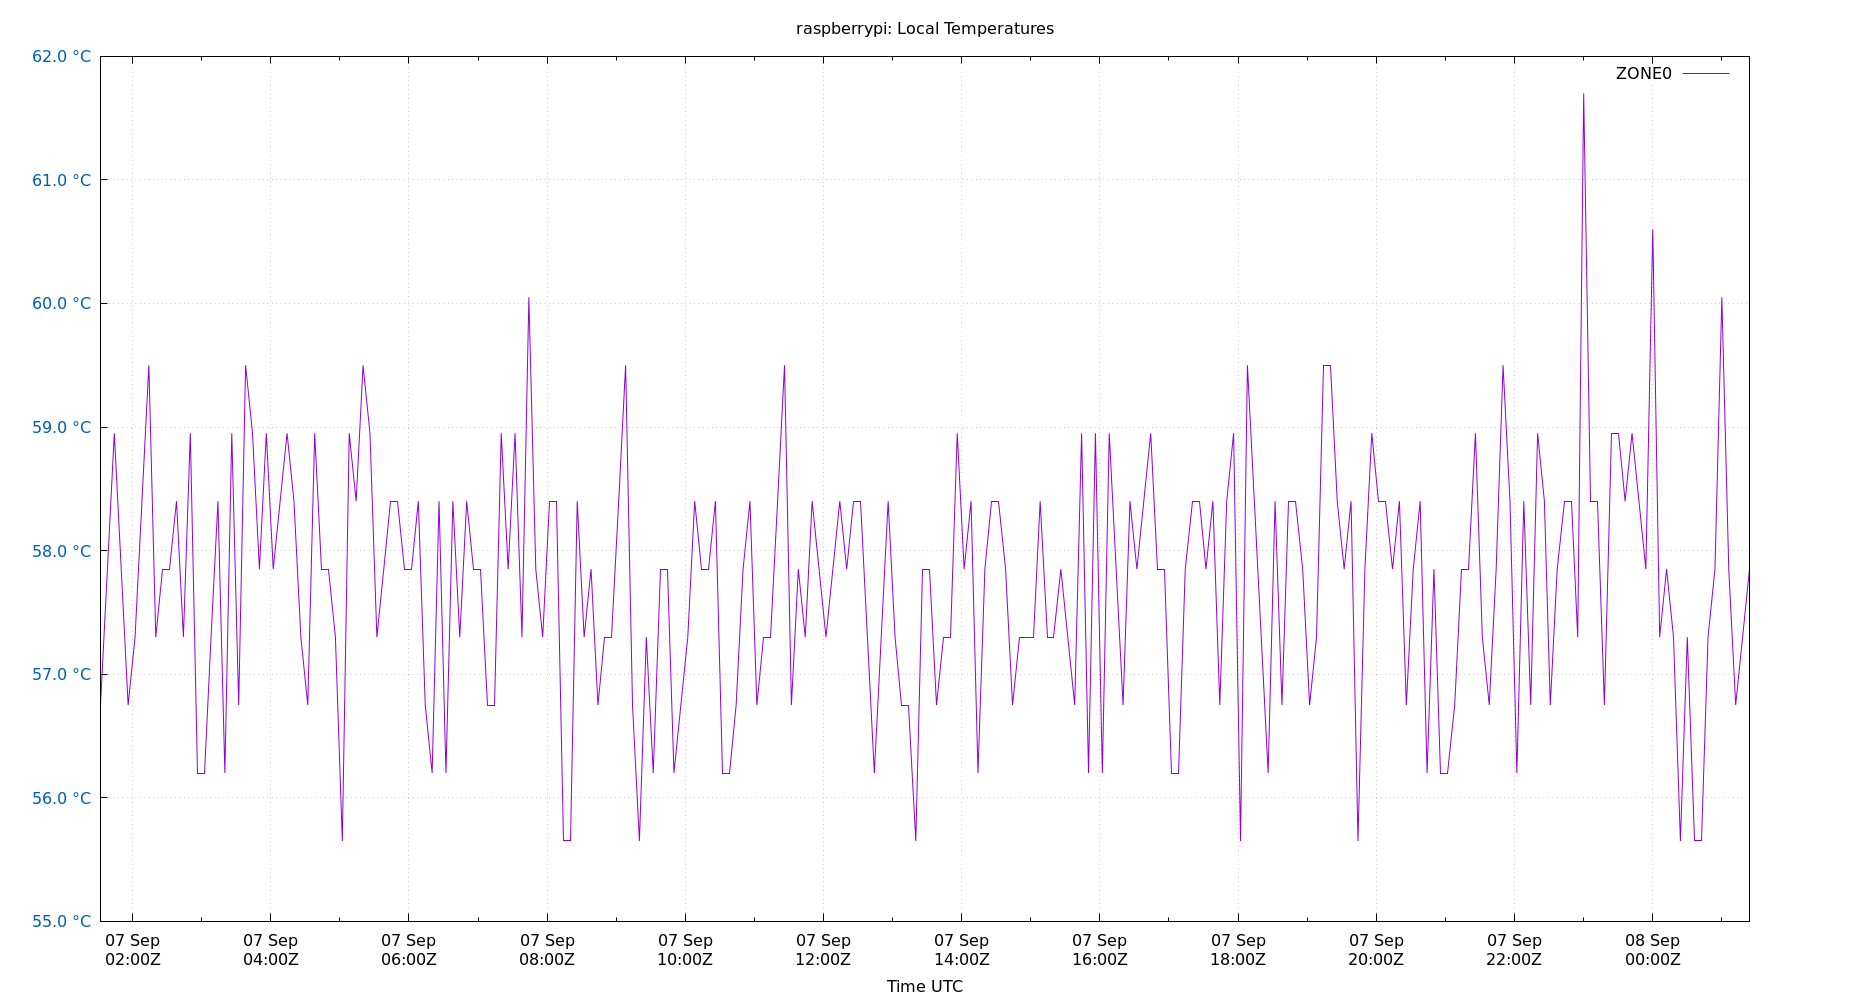 raspberrypi: Local Temperatures
62.0 °C
ZONE0
61.0 °C
60.0 °C
59.0 °C
58.0 °C
57.0 °C
56.0 °C
55.0 °C
07 Sep 07 Sep 07 Sep 07 Sep 07 Sep 07 Sep 07 Sep 07 Sep 07 Sep 07 Sep 07 Sep 08 Sep
02:00Z 04:00Z 06:00Z 08:00Z 10:00Z 12:00Z 14:00Z 16:00Z 18:00Z 20:00Z 22:00Z 00:00Z
Time UTC